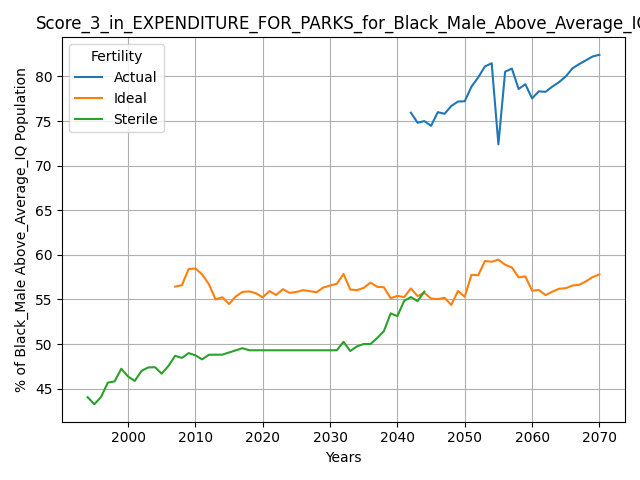 Score_3_in_EXPENDITURE_FOR_PARKS_for_Black_Male_Above_Average_IQ
Fertility
Actual
Ideal
Sterile
% of Black_Male Above_Average_IQ Population
80
75
70
65
60
55
50
45
2000 2010 2020 2030 2040 2050 2060 2070
Years